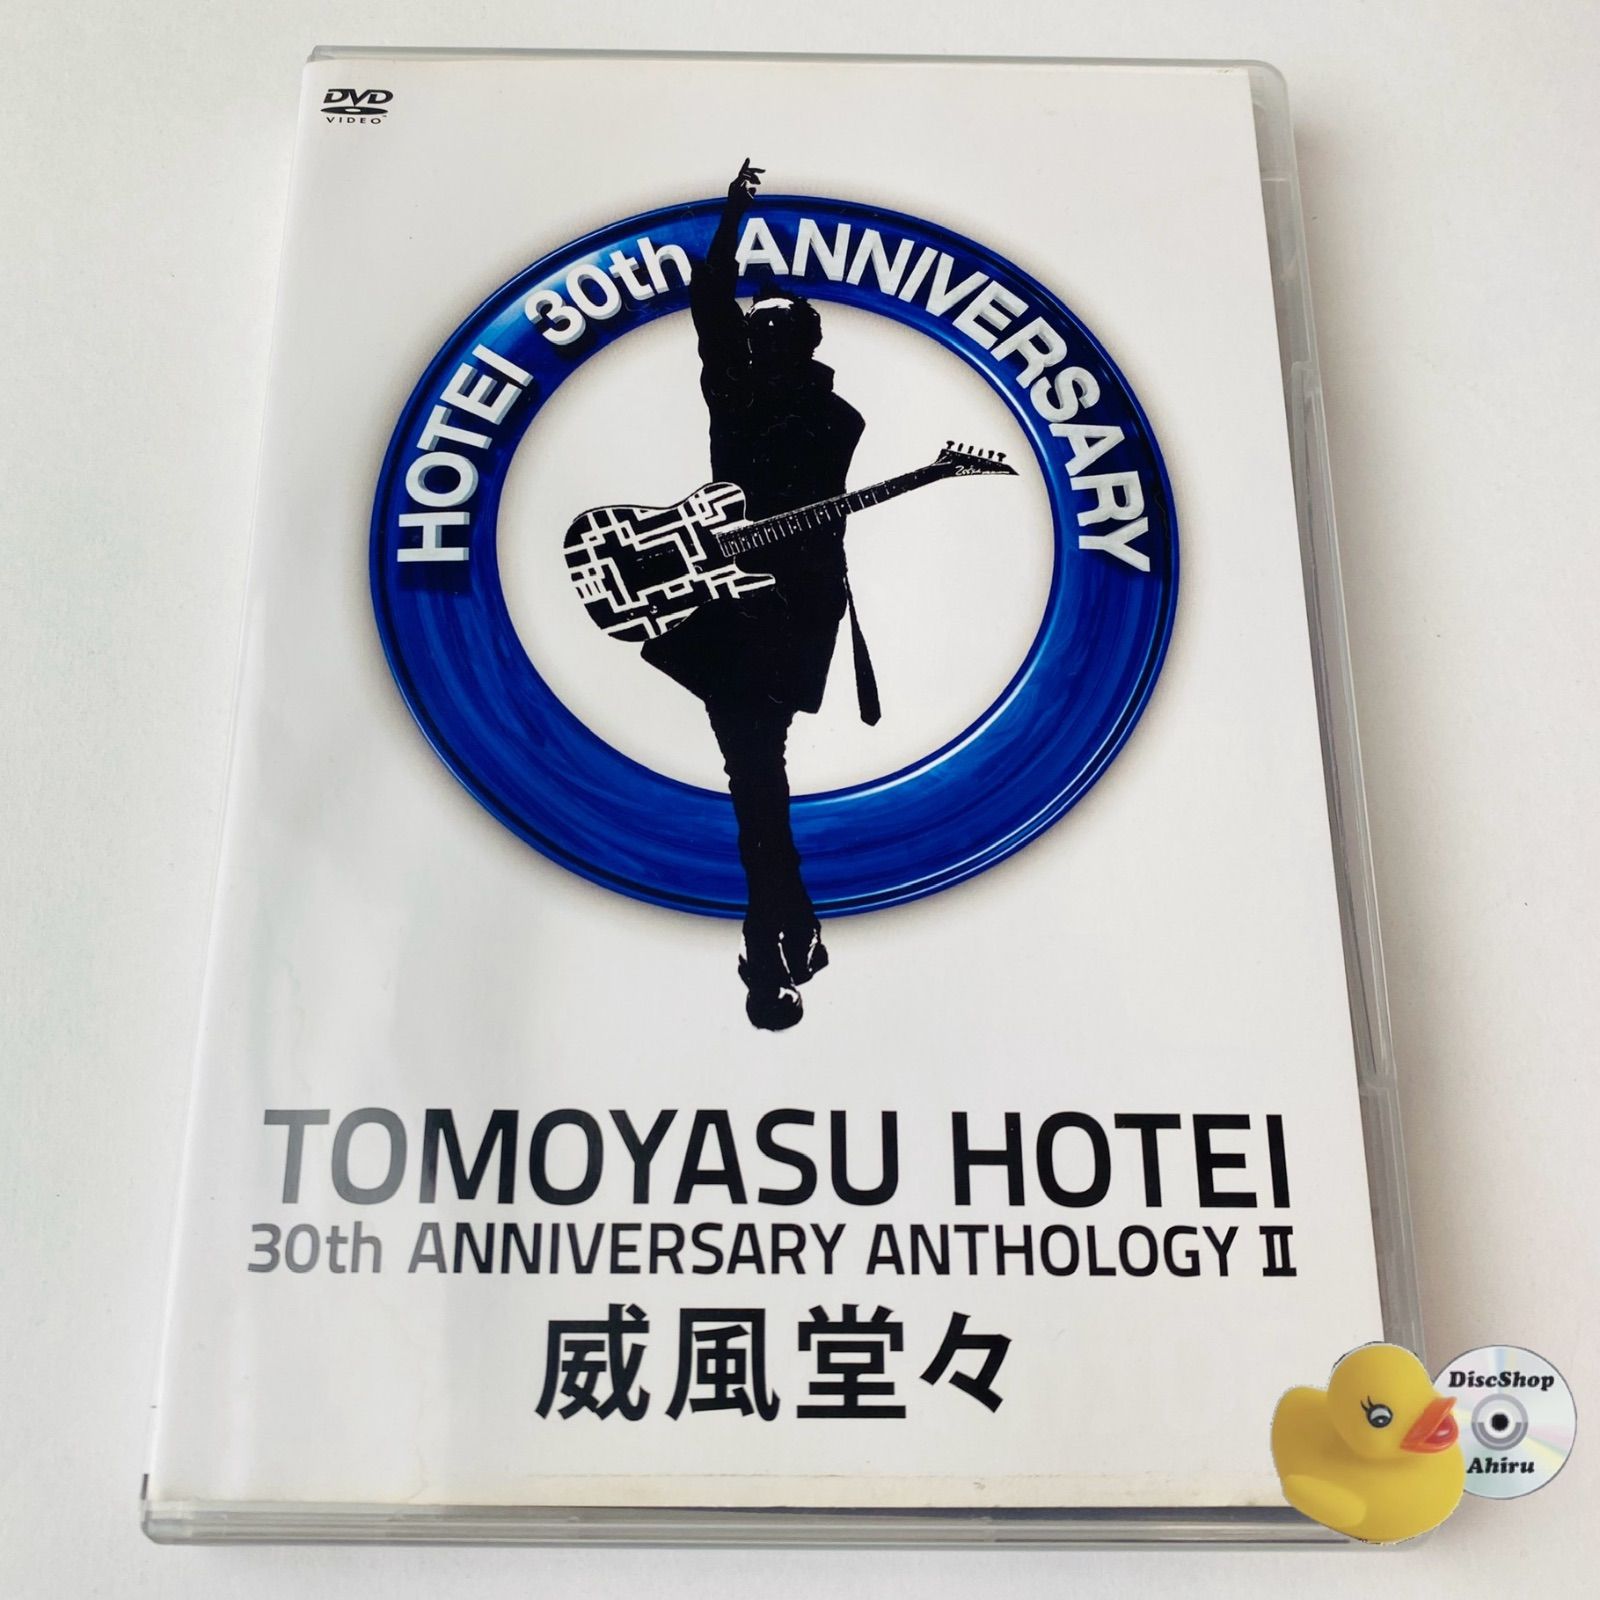 DVD
VIDEO
HOTEI 30th ANNIVERSARY
TOMOYASU HOTEI
30th ANNIVERSARY ANTHOLOGY II
威風堂々
DiscShop
Ahiru